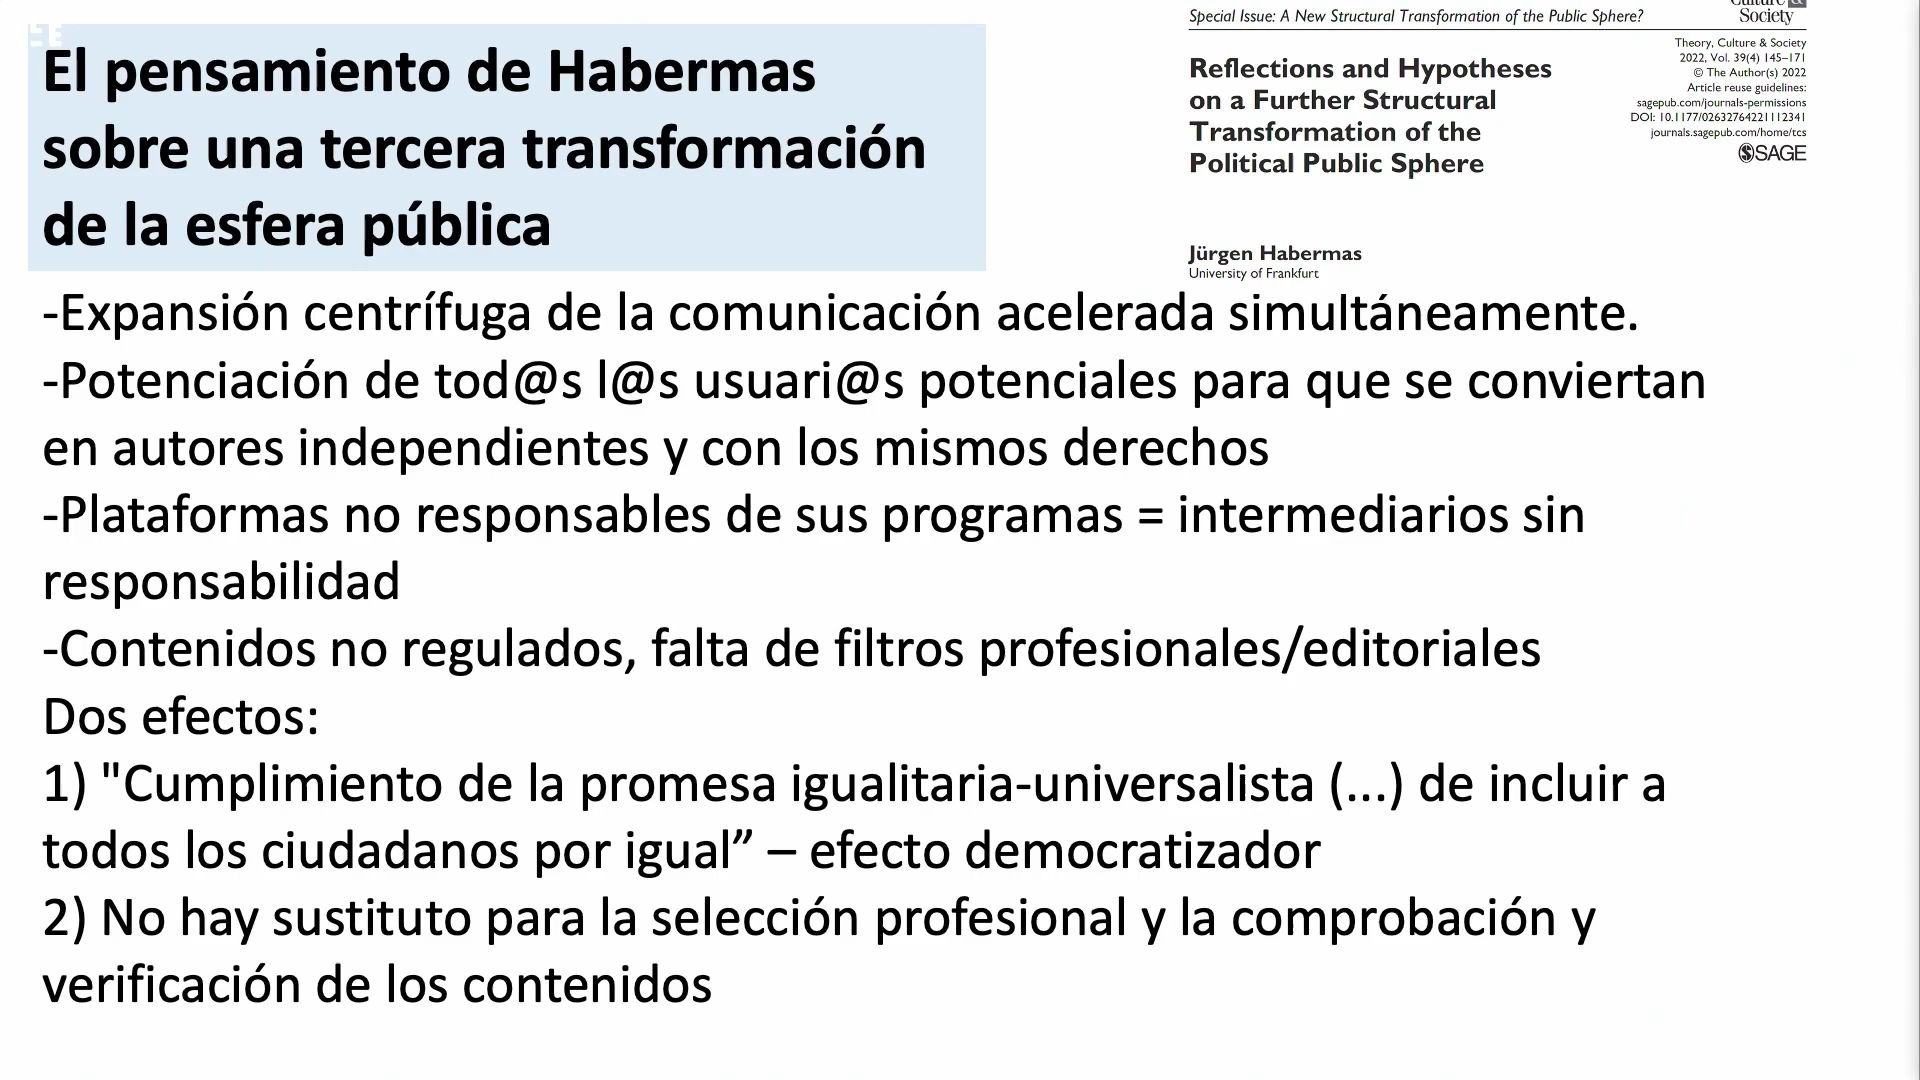 El pensamiento de Habermas
sobre una tercera transformación
de la esfera pública
Special Issue: A New Structural Transformation of the Public Sphere?
Society
Reflections and Hypotheses
on a Further Structural
Transformation of the
Political Public Sphere
Theory, Culture & Society
2022, Vol. 39(4) 145–171
© The Author(s) 2022
Article reuse guidelines:
sagepub.com/journals-permissions
DOI: 10.1177/02632764221112341
journals.sagepub.com/home/tcs
SAGE
Jürgen Habermas
University of Frankfurt
-Expansión centrífuga de la comunicación acelerada simultáneamente.
-Potenciación de tod@s l@s usuari@s potenciales para que se conviertan
en autores independientes y con los mismos derechos
-Plataformas no responsables de sus programas = intermediarios sin
responsabilidad
-Contenidos no regulados, falta de filtros profesionales/editoriales
Dos efectos:
1) "Cumplimiento de la promesa igualitaria-universalista (...) de incluir a
todos los ciudadanos por igual” – efecto democratizador
2) No hay sustituto para la selección profesional y la comprobación y
verificación de los contenidos